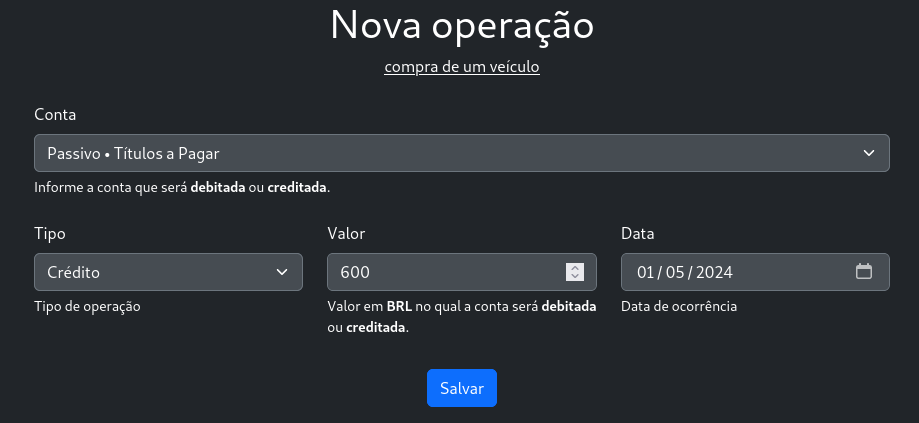 Nova operação
compra de um veículo
Conta
Passivo • Títulos a Pagar
Informe a conta que será debitada ou creditada.
Tipo
Crédito
Tipo de operação
Valor
600
Valor em BRL no qual a conta será debitada
ou creditada.
Data
01 / 05 / 2024
Data de ocorrência
Salvar